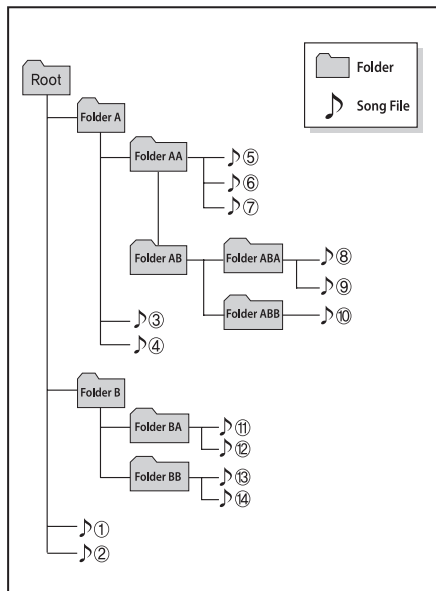 Root
Folder
Song File
Folder A
Folder AA
⑤
⑥
⑦
Folder AB
Folder ABA
⑧
⑨
Folder ABB
⑩
③
④
Folder B
Folder BA
⑪
⑫
Folder BB
⑬
⑭
①
②